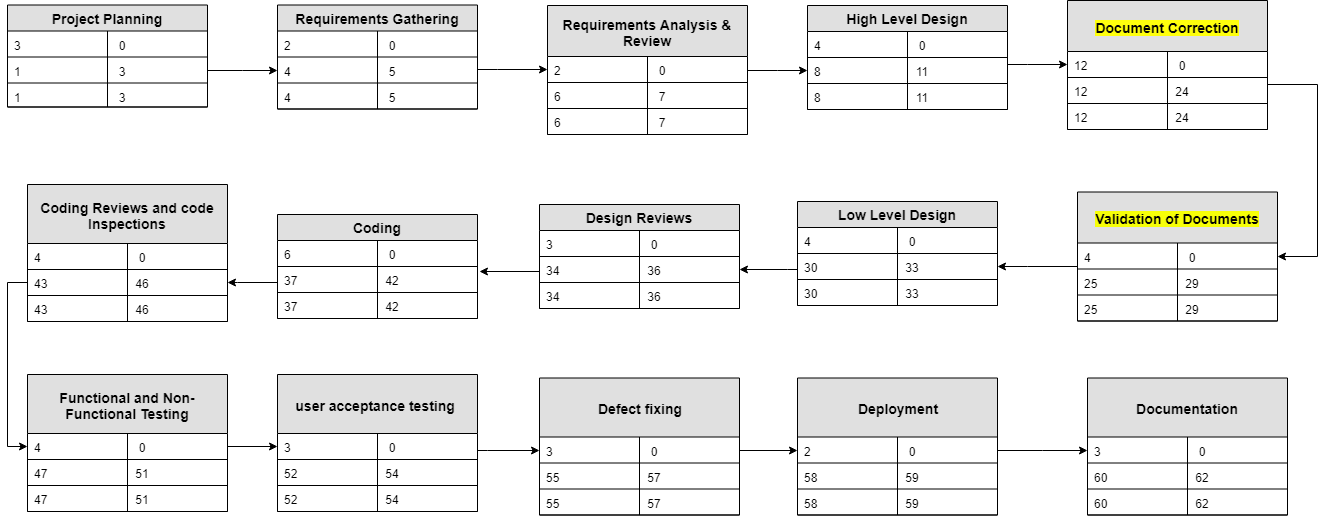 Project Planning
3 0
1 3
1 3
Requirements Gathering
2 0
4 5
4 5
Requirements Analysis &
Review
2 0
6 7
6 7
High Level Design
4 0
8 11
8 11
Document Correction
12 0
12 24
12 24
Coding Reviews and code
Inspections
4 0
43 46
43 46
Coding
6 0
37 42
37 42
Design Reviews
3 0
34 36
34 36
Low Level Design
4 0
30 33
30 33
Validation of Documents
4 0
25 29
25 29
Functional and Non-
Functional Testing
4 0
47 51
47 51
user acceptance testing
3 0
52 54
52 54
Defect fixing
3 0
55 57
55 57
Deployment
2 0
58 59
58 59
Documentation
3 0
60 62
60 62